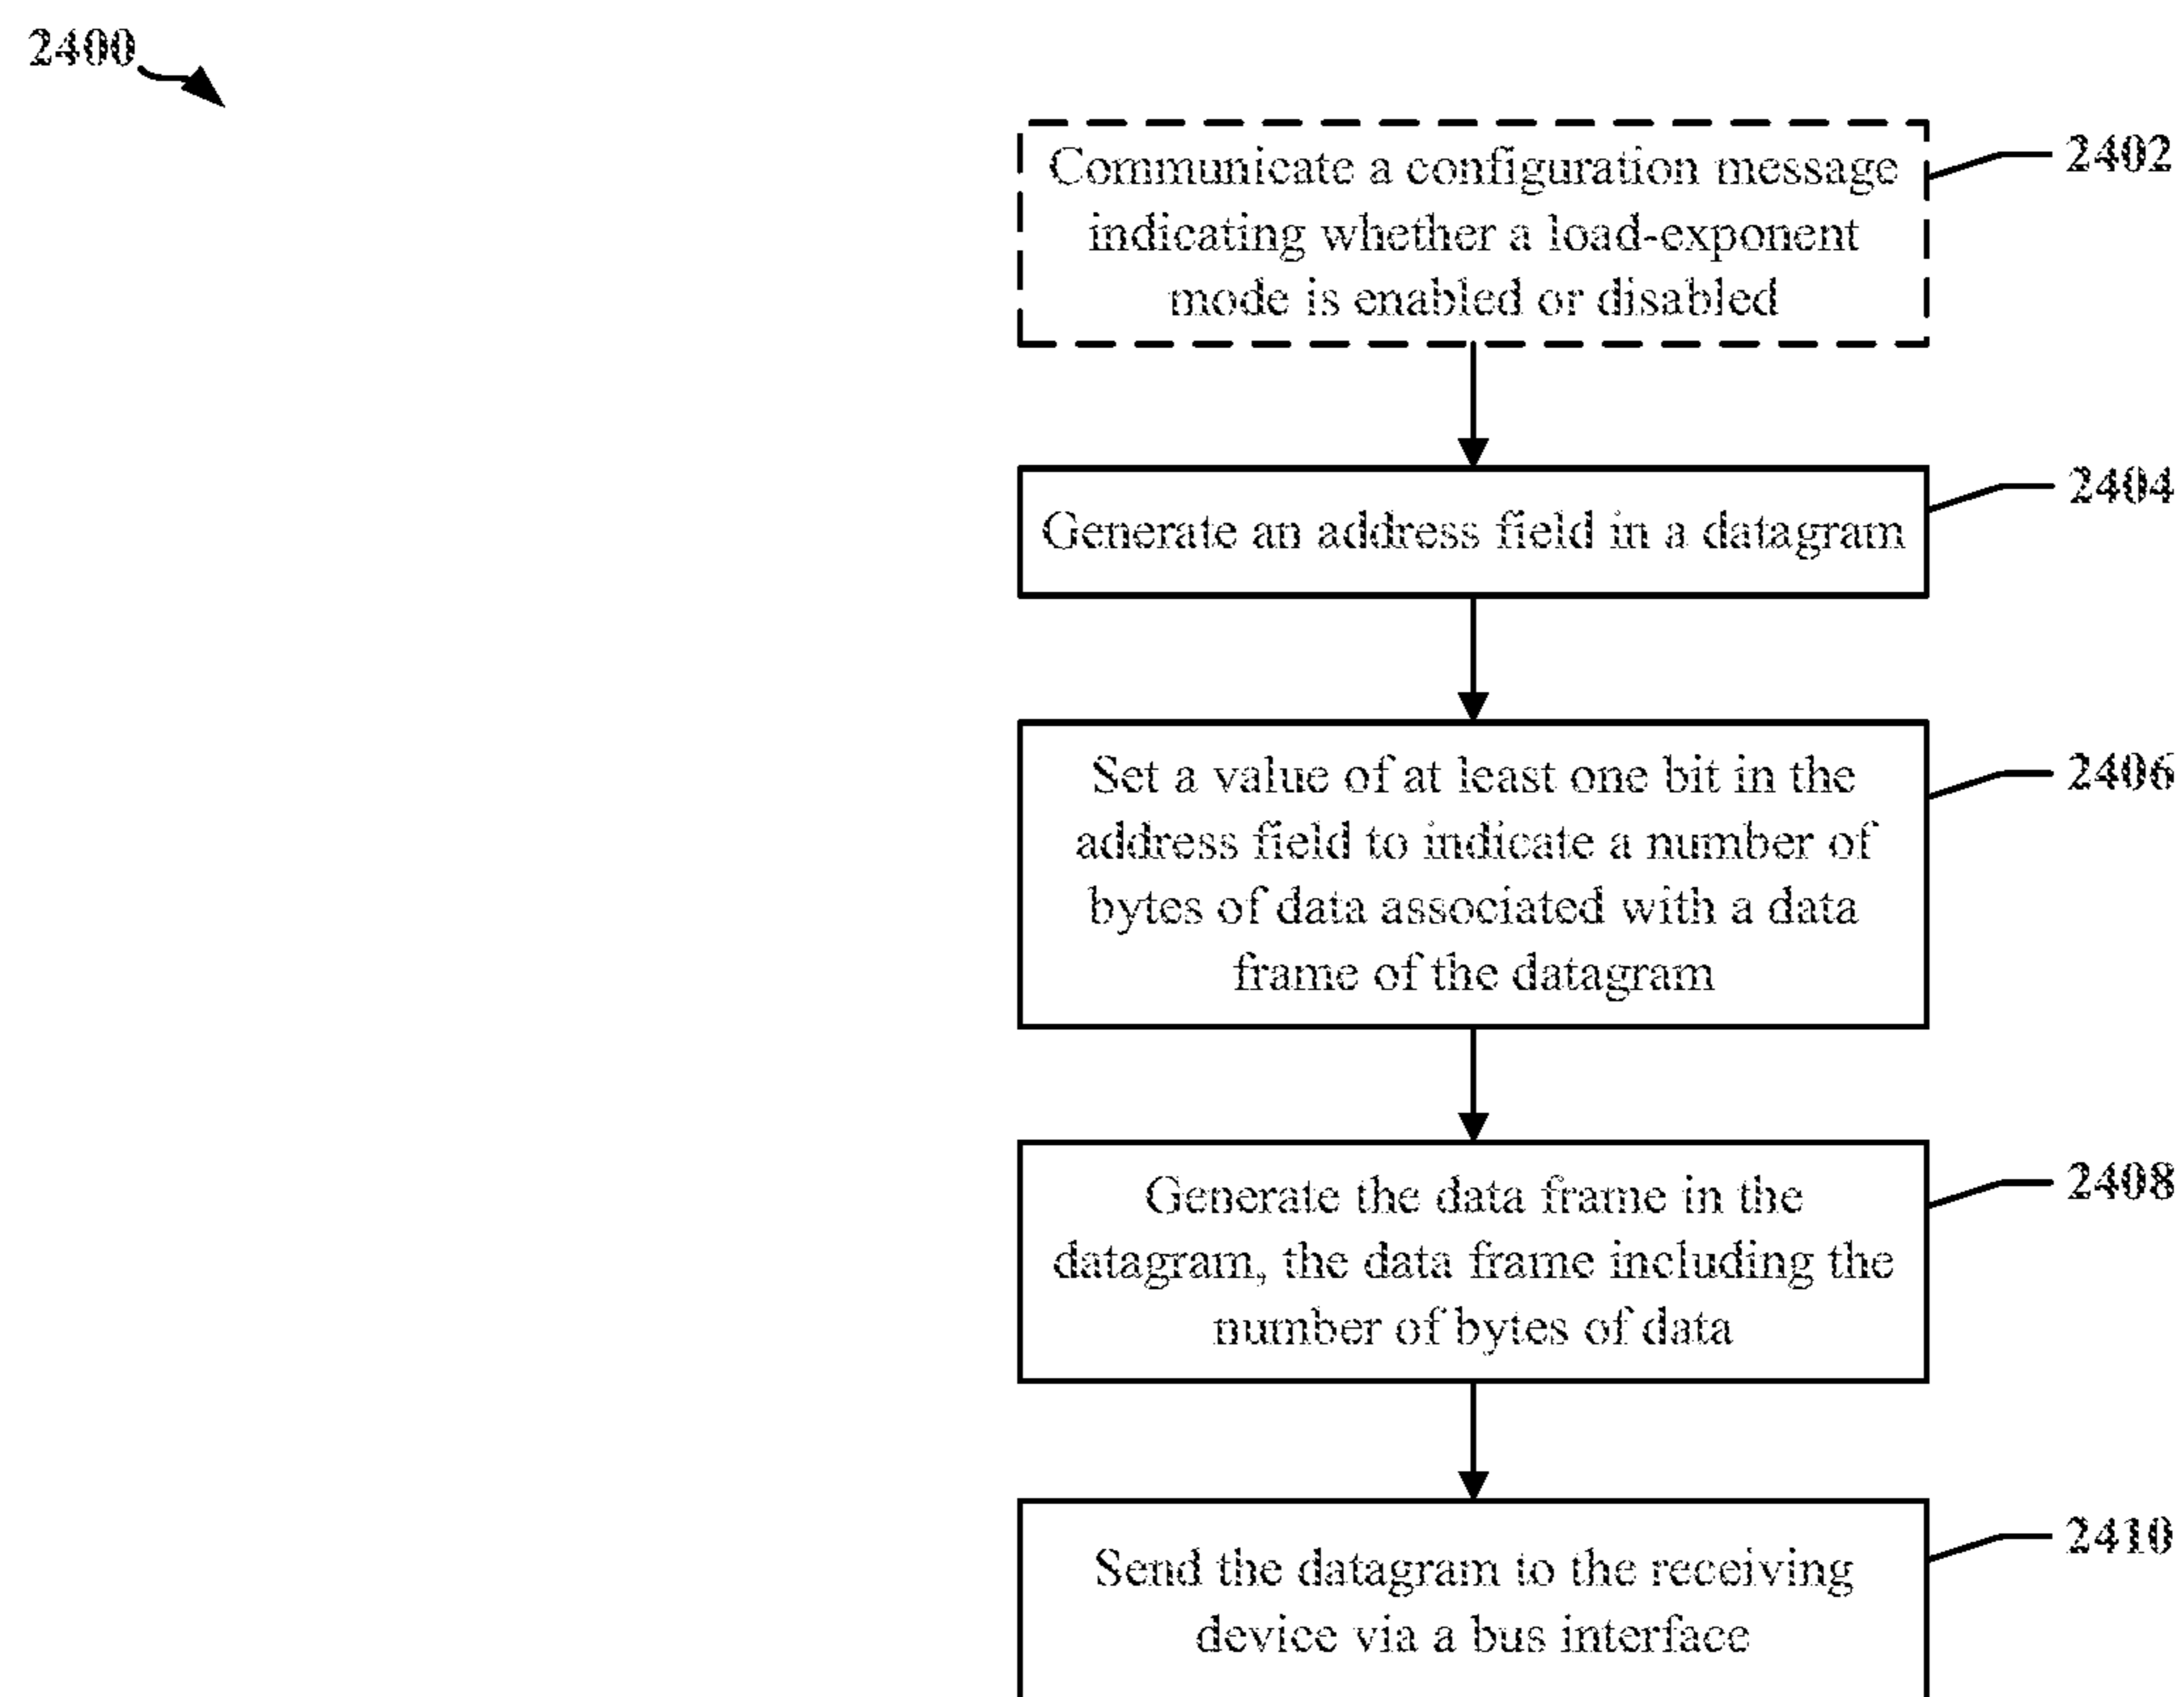 2400
Communicate a configuration message
indicating whether a load-exponent
mode is enabled or disabled
2402
Generate an address field in a datagram
2404
Set a value of at least one bit in the
address field to indicate a number of
bytes of data associated with a data
frame of the datagram
2406
Generate the data frame in the
datagram, the data frame including the
number of bytes of data
2408
Send the datagram to the receiving
device via a bus interface
2410